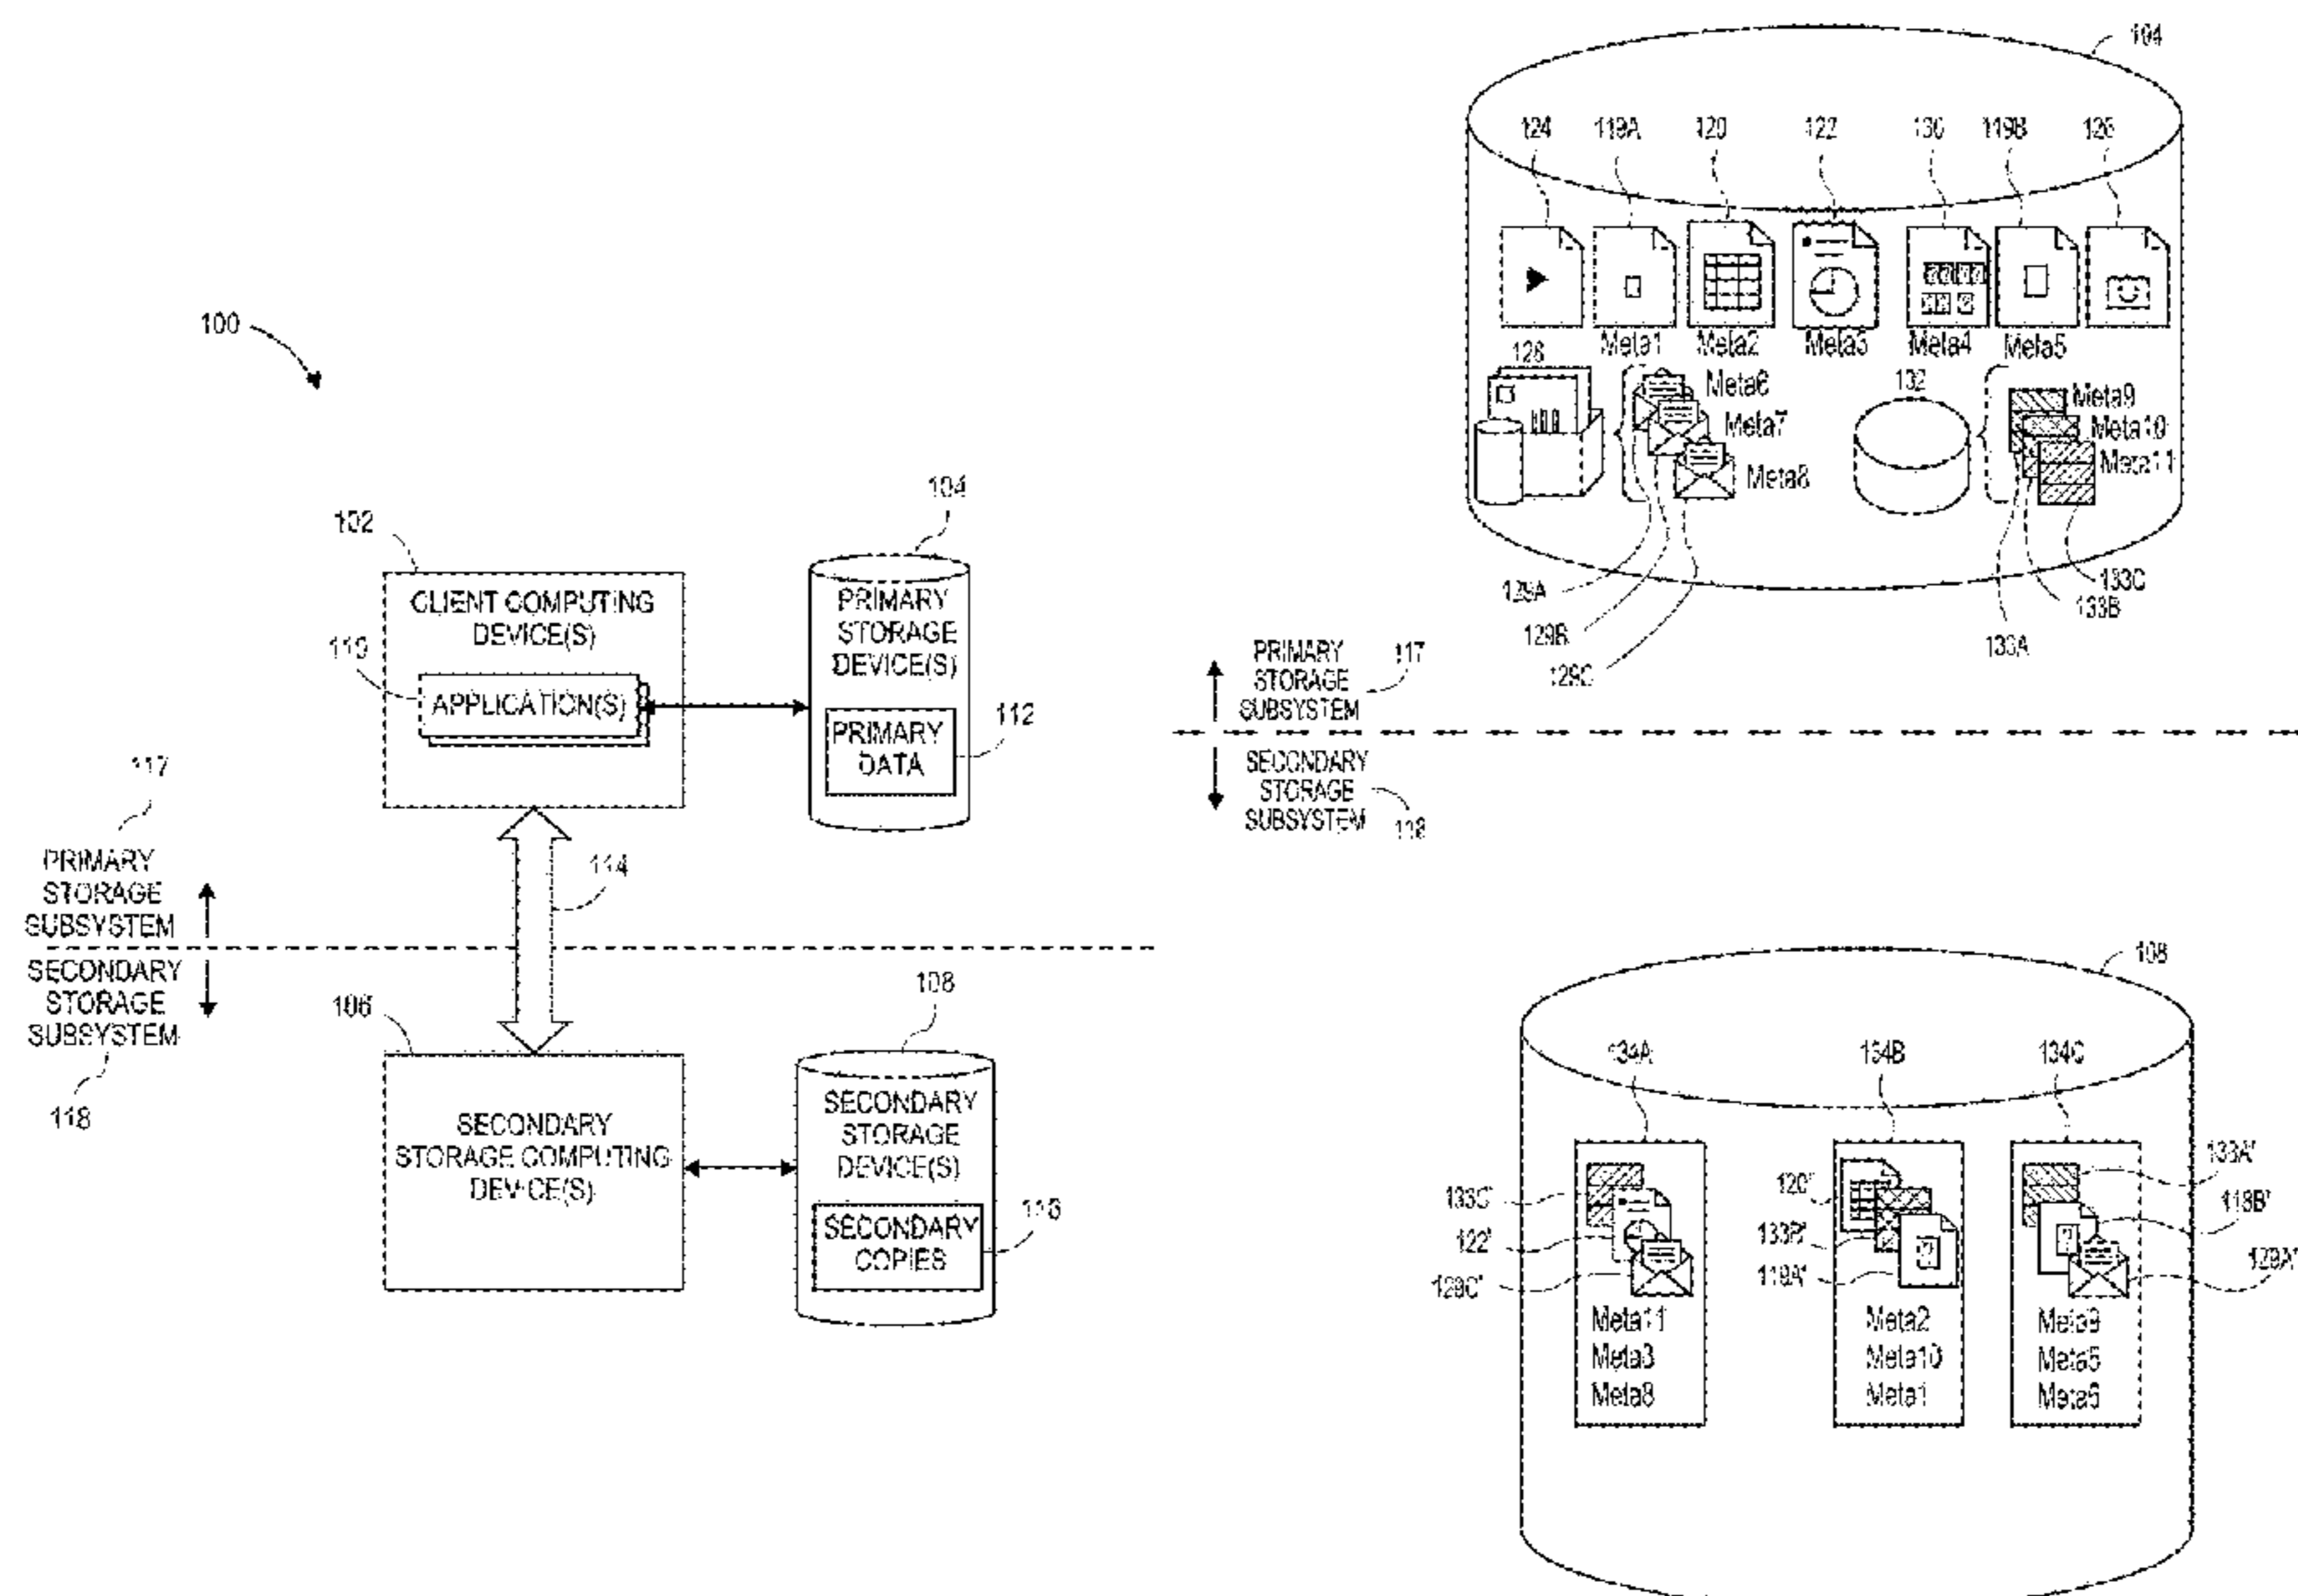 100
102
CLIENT COMPUTING
DEVICE(S)
110
APPLICATION(S)
104
PRIMARY
STORAGE
DEVICE(S)
PRIMARY
DATA
112
117
PRIMARY
STORAGE
SUBSYSTEM
114
SECONDARY
STORAGE
SUBSYSTEM
118
106
SECONDARY
STORAGE COMPUTING
DEVICE(S)
108
SECONDARY
STORAGE
DEVICE(S)
SECONDARY
COPIES
116
104
124 119A 120 122 130 119B 126
Meta1 Meta2 Meta3 Meta4 Meta5
128
Meta6
Meta7
Meta8
132
Meta9
Meta10
Meta11
129A
129B
129C
133A
133B
133C
PRIMARY
STORAGE
SUBSYSTEM
117
SECONDARY
STORAGE
SUBSYSTEM
118
108
134A 134B 134C
133C'
122'
129C'
Meta11
Meta3
Meta8
120'
133B'
119A'
Meta2
Meta10
Meta1
133A'
119B'
129A'
Meta9
Meta5
Meta6